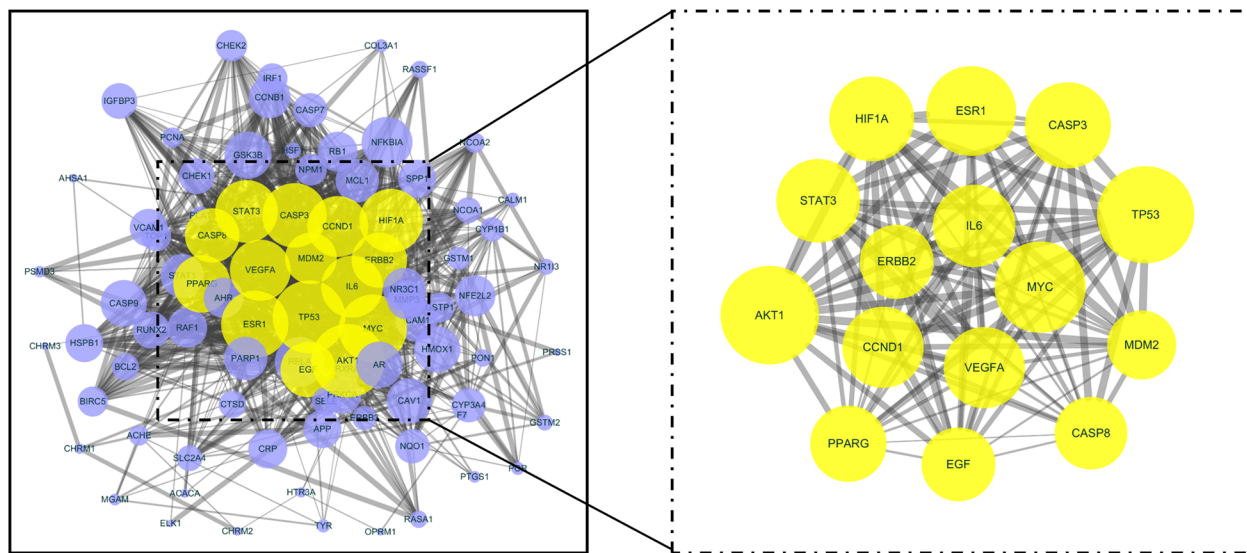 CHEK2
COL3A1
IRF1
RASSF1
IGFBP3
CCNB1
CASP7
PCNA
HSF1
RB1
NFKBIA
NCOA2
GSK3B
NPM1
CHEK1
MCL1
SPP1
AHSA1
CALM1
STAT3
CASP3
CCND1
HIF1A
NCOA1
VCAM1
CASP8
CYP1B1
MDM2
ERBB2
GSTM1
PSMD3
VEGFA
NR1I3
PPARG
IL6
NR3C1
AHR
NFE2L2
CASP9
TP53
ESR1
MYC
RUNX2
RAF1
HSPB1
CHRM3
HMOX1
PRSS1
PARP1
AKT1
PON1
BCL2
EGF
AR
BIRC5
CTSD
CAV1
CYP3A4
F7
ERBB3
GSTM2
ACHE
APP
CHRM1
CRP
NQO1
SLC2A4
POR
PTGS1
MGAM
ACACA
HTR3A
ELK1
CHRM2
TYR
OPRM1
RASA1
HIF1A
ESR1
CASP3
STAT3
IL6
TP53
ERBB2
MYC
AKT1
CCND1
VEGFA
MDM2
PPARG
EGF
CASP8